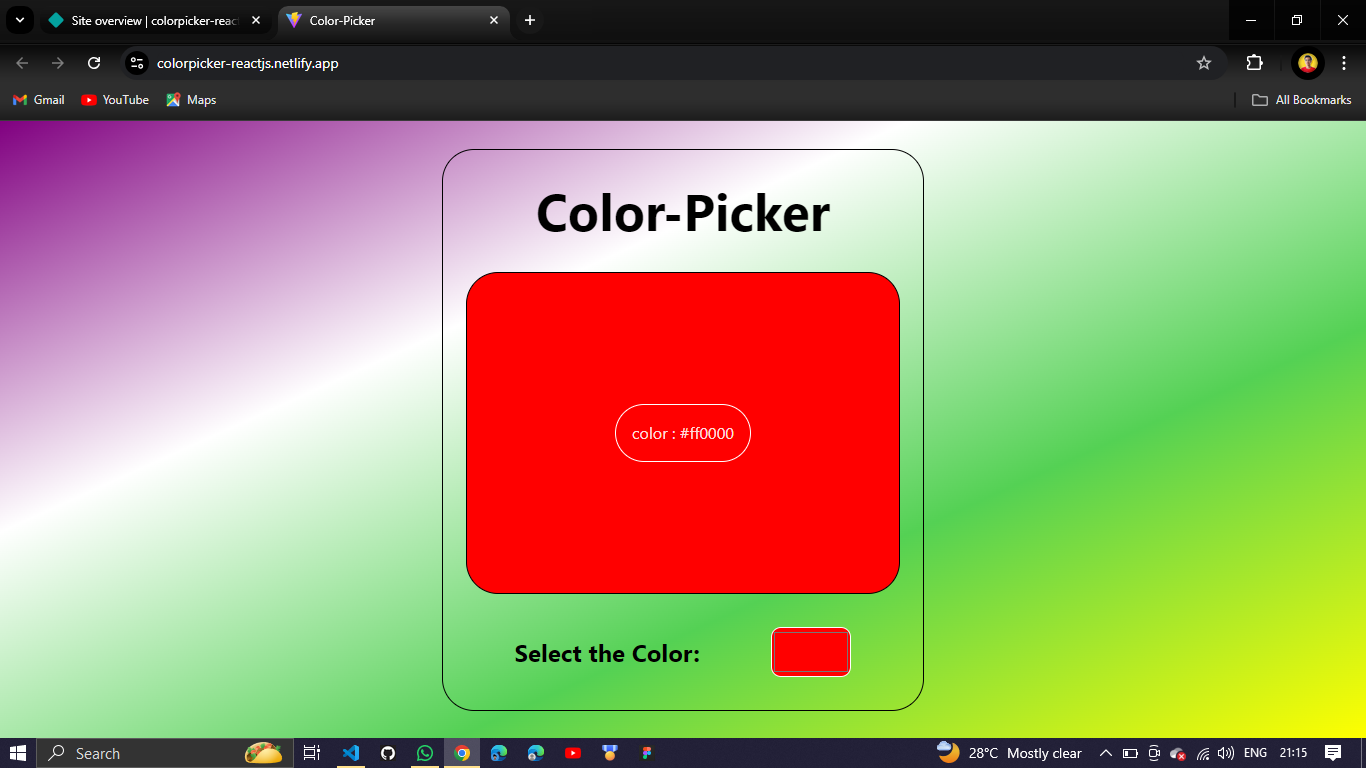 Site overview | colorpicker-reac
Color-Picker
colorpicker-reactjs.netlify.app
Gmail
YouTube
Maps
All Bookmarks
Color-Picker
color : #ff0000
Select the Color:
Search
28°C Mostly clear
ENG
21:15